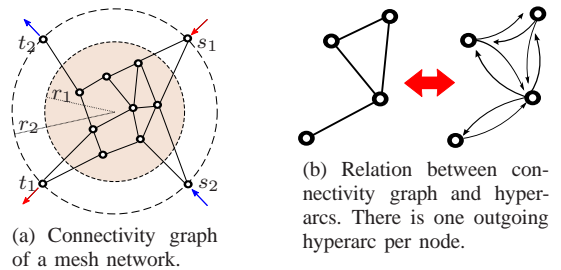 t2
s1
r1
r2
t1
s2
(a) Connectivity graph
of a mesh network.
(b) Relation between con-
nectivity graph and hyper-
arcs. There is one outgoing
hyperarc per node.